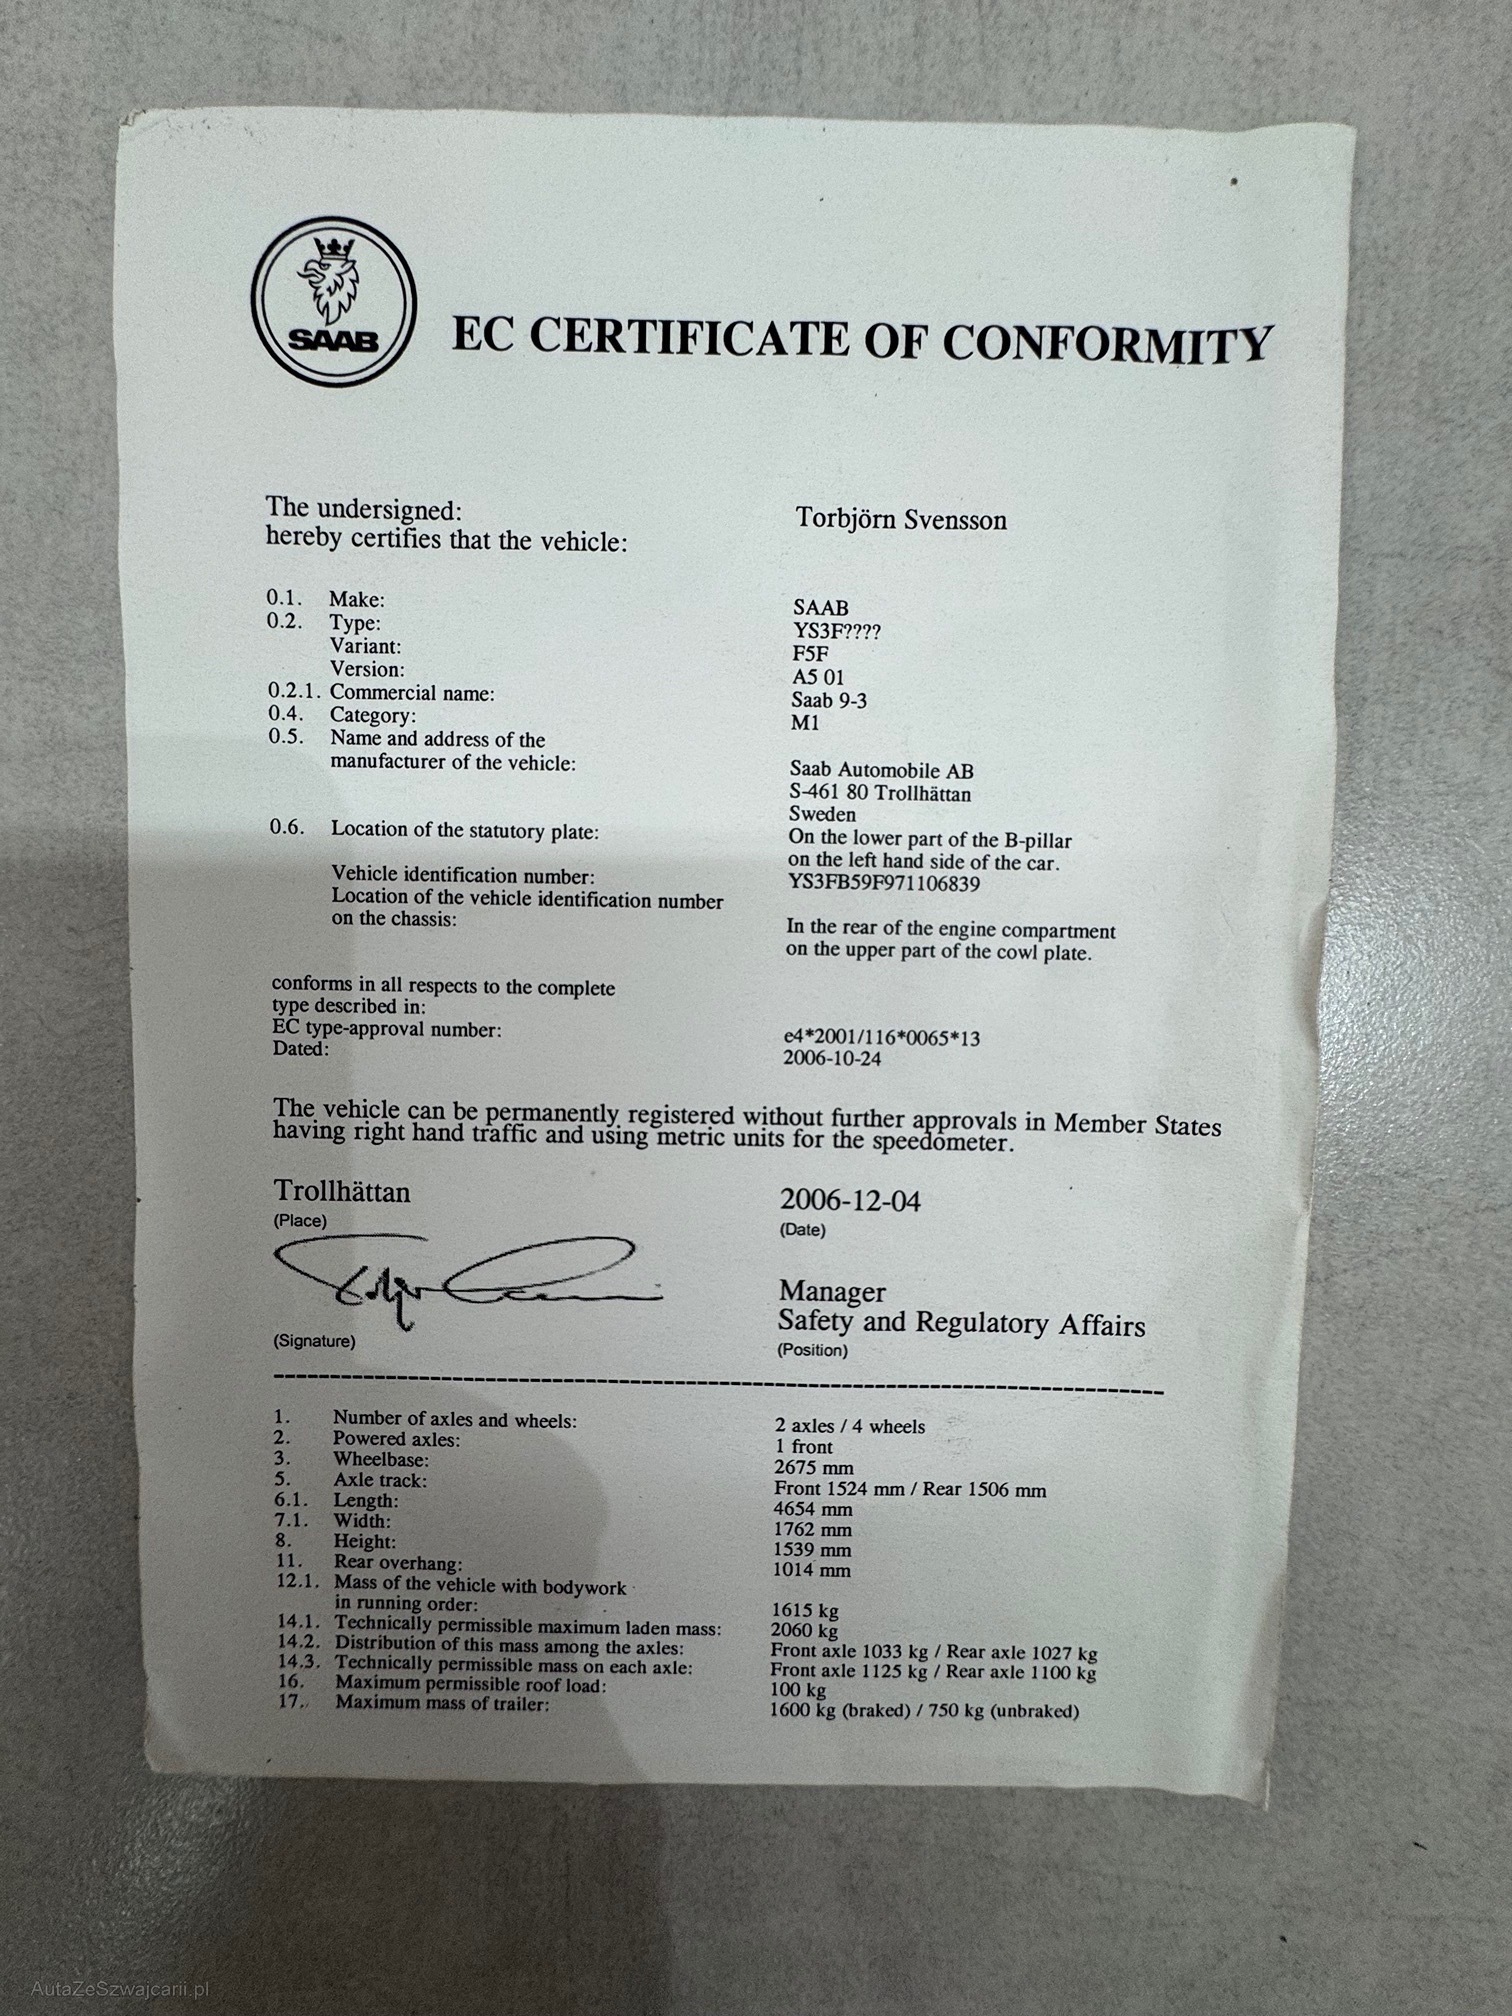 SAAB
EC CERTIFICATE OF CONFORMITY
The undersigned: Torbjörn Svensson
hereby certifies that the vehicle:
0.1. Make: SAAB
0.2. Type: YS3F????
Variant: F5F
Version: A5 01
0.2.1. Commercial name: Saab 9-3
0.4. Category: M1
0.5. Name and address of the
manufacturer of the vehicle: Saab Automobile AB
S-461 80 Trollhättan
Sweden
0.6. Location of the statutory plate: On the lower part of the B-pillar
on the left hand side of the car.
Vehicle identification number: YS3FB59F971106839
Location of the vehicle identification number
on the chassis: In the rear of the engine compartment
on the upper part of the cowl plate.
conforms in all respects to the complete
type described in:
EC type-approval number: e4*2001/116*0065*13
Dated: 2006-10-24
The vehicle can be permanently registered without further approvals in Member States
having right hand traffic and using metric units for the speedometer.
Trollhättan 2006-12-04
(Place) (Date)
Manager
Safety and Regulatory Affairs
(Signature) (Position)
1. Number of axles and wheels: 2 axles / 4 wheels
2. Powered axles: 1 front
3. Wheelbase: 2675 mm
5. Axle track: Front 1524 mm / Rear 1506 mm
6.1. Length: 4654 mm
7.1. Width: 1762 mm
8. Height: 1539 mm
11. Rear overhang: 1014 mm
12.1. Mass of the vehicle with bodywork
in running order: 1615 kg
14.1. Technically permissible maximum laden mass: 2060 kg
14.2. Distribution of this mass among the axles: Front axle 1033 kg / Rear axle 1027 kg
14.3. Technically permissible mass on each axle: Front axle 1125 kg / Rear axle 1100 kg
16. Maximum permissible roof load: 100 kg
17. Maximum mass of trailer: 1600 kg (braked) / 750 kg (unbraked)
AutaZeSzwajcarii.pl